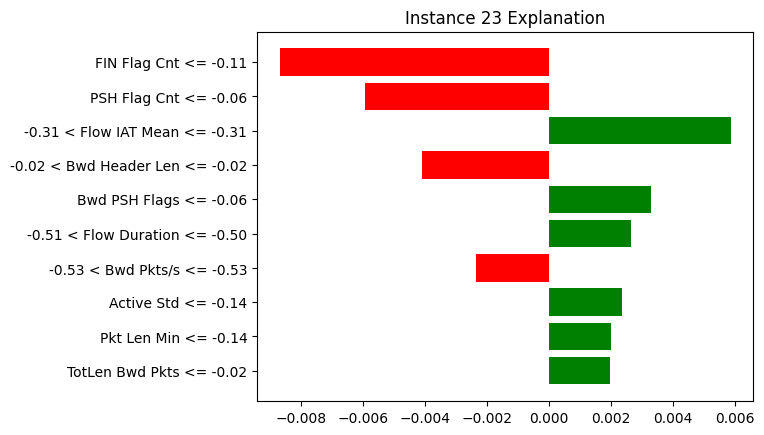 Instance 23 Explanation
FIN Flag Cnt <= -0.11
PSH Flag Cnt <= -0.06
-0.31 < Flow IAT Mean <= -0.31
-0.02 < Bwd Header Len <= -0.02
Bwd PSH Flags <= -0.06
-0.51 < Flow Duration <= -0.50
-0.53 < Bwd Pkts/s <= -0.53
Active Std <= -0.14
Pkt Len Min <= -0.14
TotLen Bwd Pkts <= -0.02
−0.008 −0.006 −0.004 −0.002 0.000 0.002 0.004 0.006